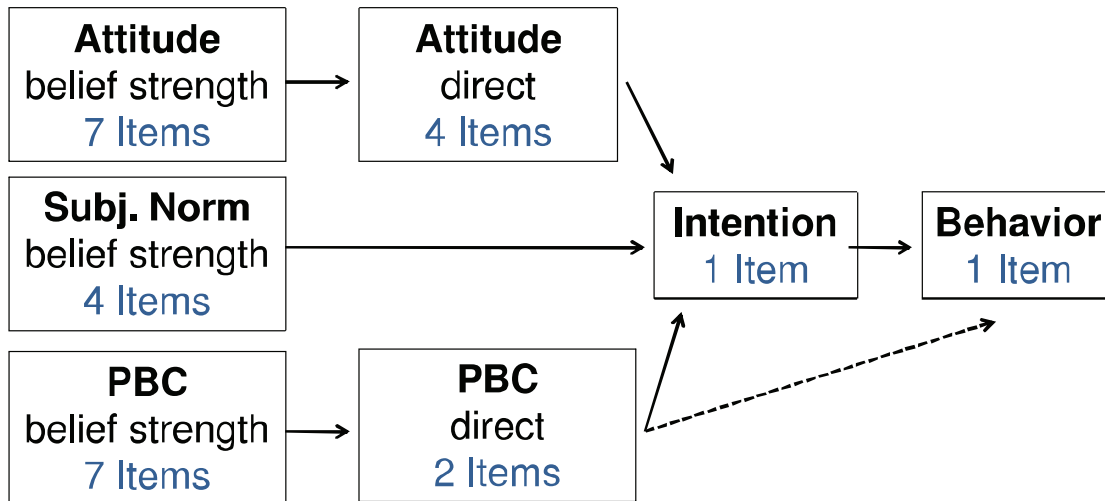 Attitude
belief strength
7 Items
Attitude
direct
4 Items
Subj. Norm
belief strength
4 Items
Intention
1 Item
Behavior
1 Item
PBC
belief strength
7 Items
PBC
direct
2 Items